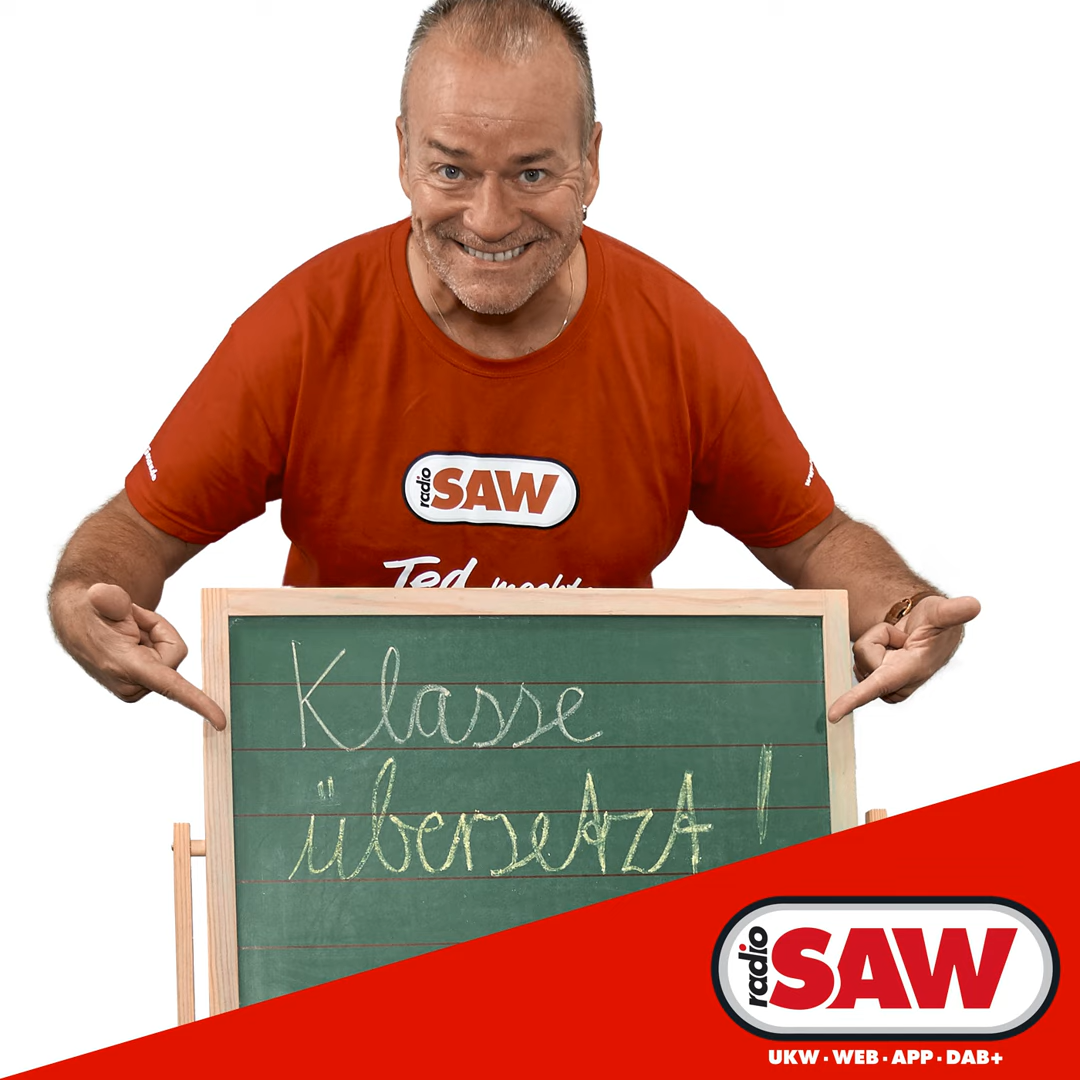 radio SAW
Ted
Klasse
übersetzt!
radio SAW
UKW · WEB · APP · DAB+